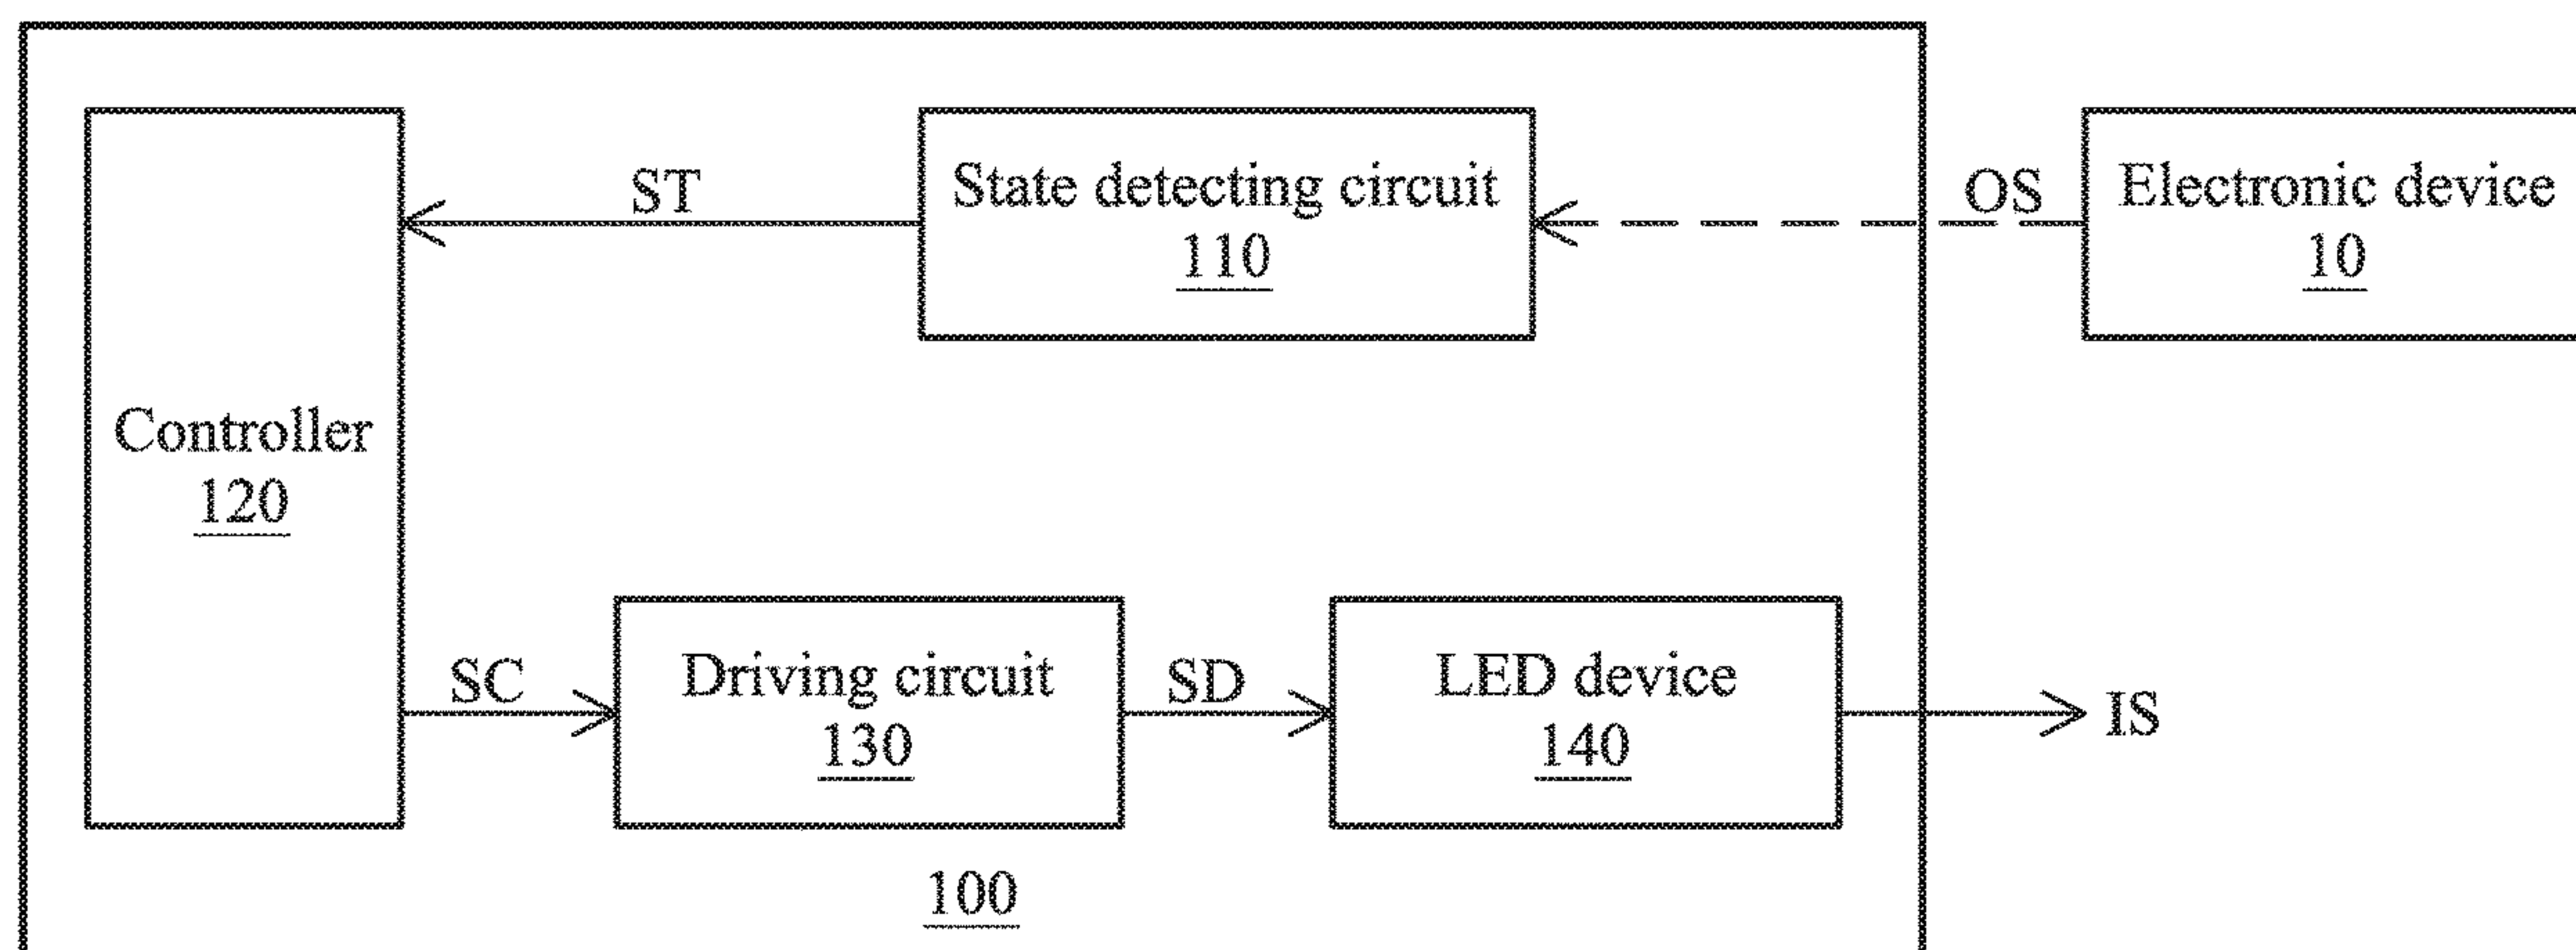 ST
State detecting circuit
110
OS
Electronic device
10
Controller
120
SC
Driving circuit
130
SD
LED device
140
IS
100